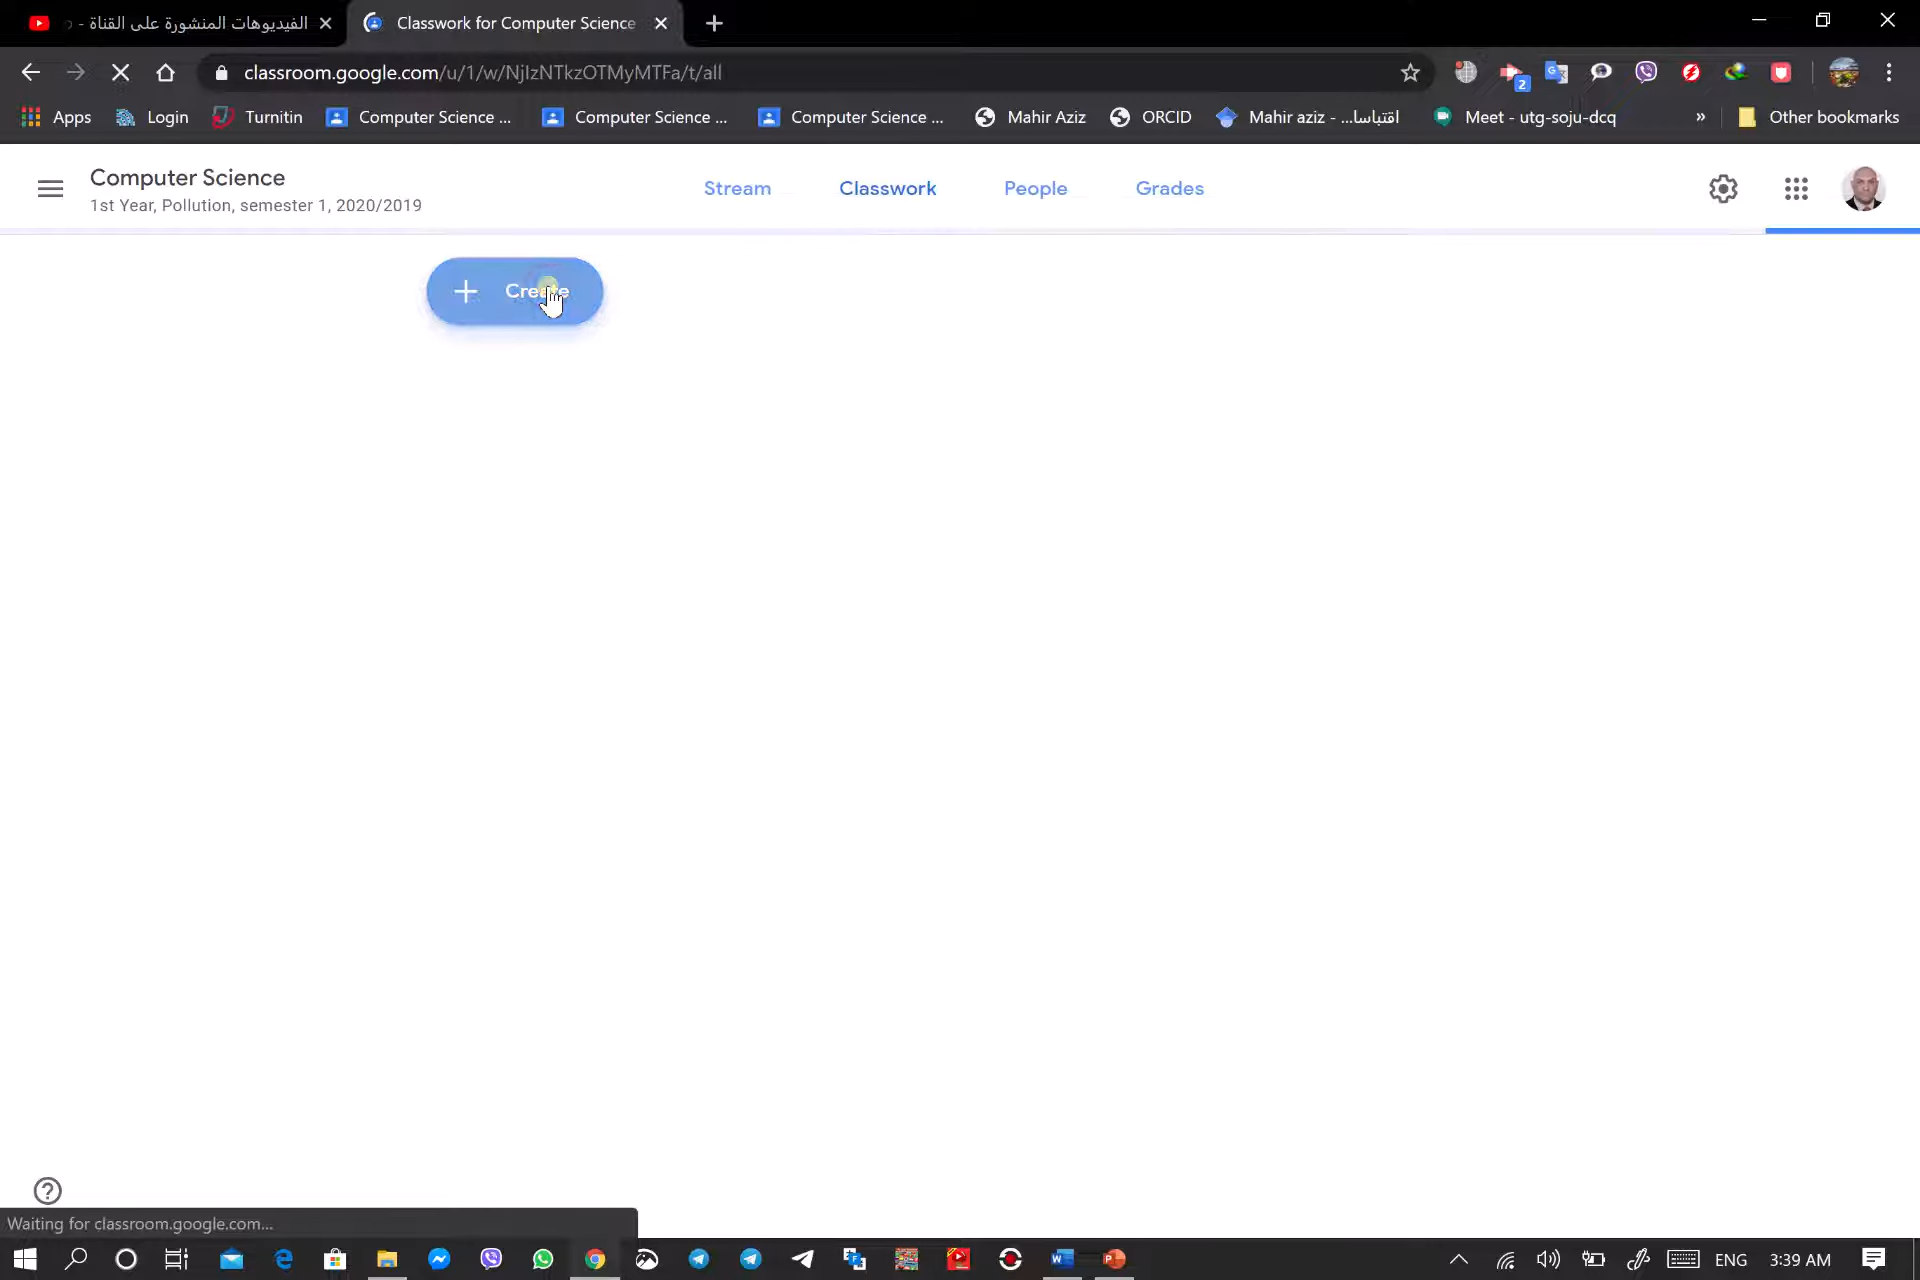 الفيديوهات المنشورة على القناة -
Classwork for Computer Science
classroom.google.com/u/1/w/NjIzNTkzOTMyMTFa/t/all
2
Apps
Login
Turnitin
Computer Science ...
Computer Science ...
Computer Science ...
Mahir Aziz
ORCID
Mahir aziz - ...اقتباسا
Meet - utg-soju-dcq
»
Other bookmarks
Computer Science
1st Year, Pollution, semester 1, 2020/2019
Stream
Classwork
People
Grades
Create
Waiting for classroom.google.com...
ENG
3:39 AM